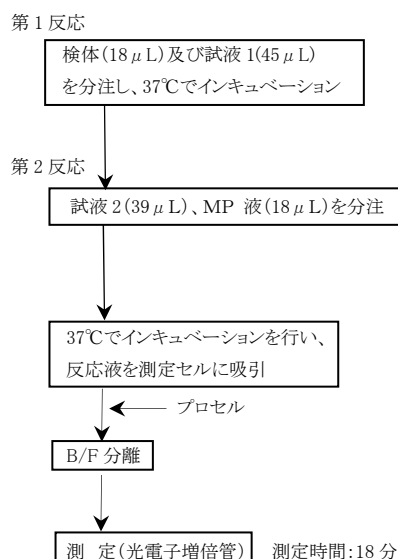 第1反応
検体(18μL)及び試液1(45μL)
を分注し、37℃でインキュベーション
第2反応
試液2(39μL)、MP 液(18μL)を分注
37℃でインキュベーションを行い、
反応液を測定セルに吸引
プロセル
B/F 分離
測 定(光電子増倍管) 測定時間:18 分